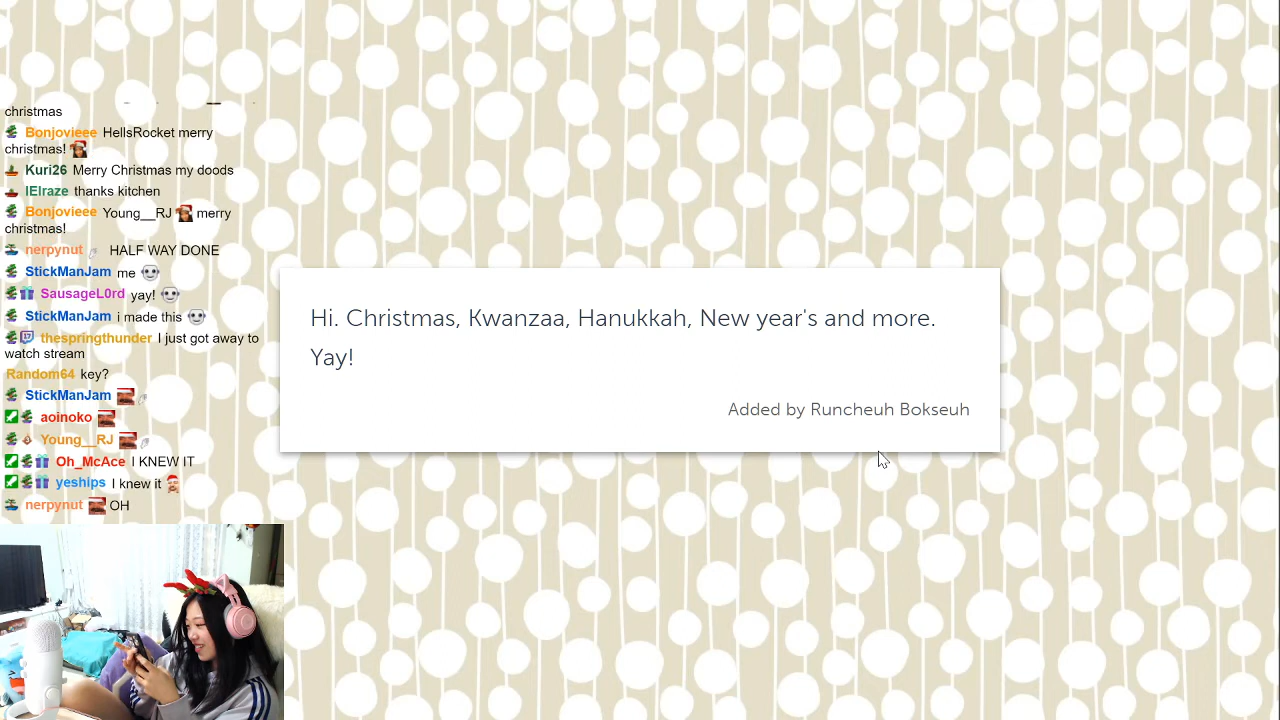 christmas
Bonjovieee HellsRocket merry
christmas!
Kuri26 Merry Christmas my doods
lElraze thanks kitchen
Bonjovieee Young__RJ merry
christmas!
nerpynut HALF WAY DONE
StickManJam me
SausageL0rd yay!
StickManJam i made this
thespringthunder I just got away to
watch stream
Random64 key?
StickManJam
aoinoko
Young__RJ
Oh_McAce I KNEW IT
yeships I knew it
nerpynut OH
Hi. Christmas, Kwanzaa, Hanukkah, New year's and more.
Yay!
Added by Runcheuh Bokseuh